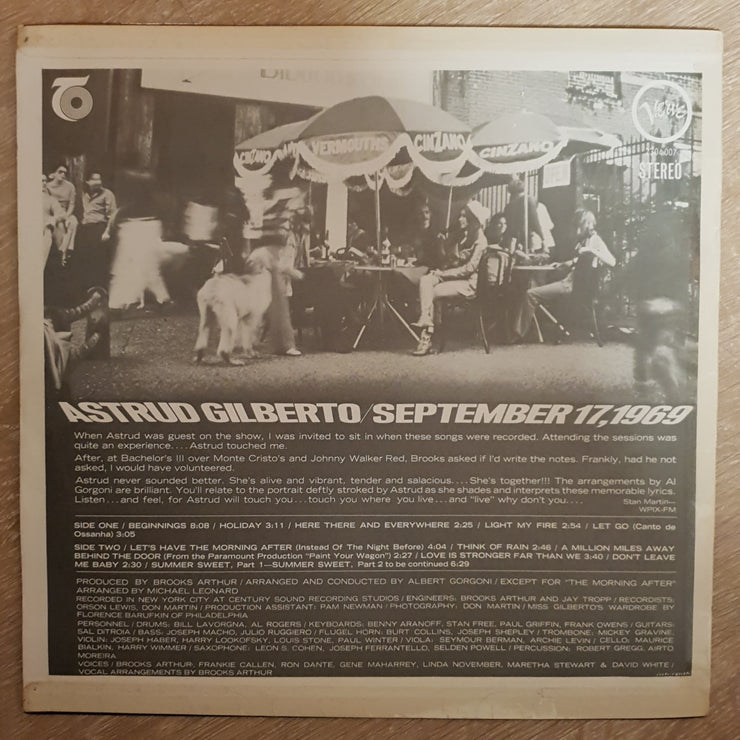 VERMOUTHS
CINZANO
CINZANO
Verve
STEREO
ASTRUD GILBERTO/SEPTEMBER 17, 1969
When Astrud was guest on the show, I was invited to sit in when these songs were recorded. Attending the sessions was
quite an experience.... Astrud touched me.
After, at Bachelor's III over Monte Cristo's and Johnny Walker Red, Brooks asked if I'd write the notes. Frankly, had he not
asked, I would have volunteered.
Astrud never sounded better. She's alive and vibrant, tender and salacious.... She's together!!! The arrangements by Al
Gorgoni are brilliant. You'll relate to the portrait deftly stroked by Astrud as she shades and interprets these memorable lyrics.
Listen....and feel, for Astrud will touch you....touch you where you live....and "live" why don't you....
Stan Martin—
WPIX-FM
SIDE ONE / BEGINNINGS 8:08 / HOLIDAY 3:11 / HERE THERE AND EVERYWHERE 2:25 / LIGHT MY FIRE 2:54 / LET GO (Canto de
Ossanha) 3:05
SIDE TWO / LET'S HAVE THE MORNING AFTER (Instead Of The Night Before) 4:04 / THINK OF RAIN 2:46 / A MILLION MILES AWAY
BEHIND THE DOOR (From the Paramount Production "Paint Your Wagon") 2:27 / LOVE IS STRONGER FAR THAN WE 3:40 / DON'T LEAVE
ME BABY 2:30 / SUMMER SWEET, Part 1—SUMMER SWEET, Part 2 to be continued 6:29
PRODUCED BY BROOKS ARTHUR / ARRANGED AND CONDUCTED BY ALBERT GORGONI / EXCEPT FOR "THE MORNING AFTER"
ARRANGED BY MICHAEL LEONARD
RECORDED IN NEW YORK CITY AT CENTURY SOUND RECORDING STUDIOS / ENGINEERS: BROOKS ARTHUR AND JAY TROPP / RECORDISTS:
ORSON LEWIS, DON MARTIN / PRODUCTION ASSISTANT: PAM NEWMAN / PHOTOGRAPHY: DON MARTIN / MISS GILBERTO'S WARDROBE BY
FLORENCE BARUFKIN OF PHILADELPHIA
PERSONNEL / DRUMS: BILL LAVORGNA, AL ROGERS / KEYBOARDS: BENNY ARANOFF, STAN FREE, PAUL GRIFFIN, FRANK OWENS / GUITARS:
SAL DITROIA / BASS: JOSEPH MACHO, JULIO RUGGIERO / FLUGEL HORN: BURT COLLINS, JOSEPH SHEPLEY / TROMBONE: MICKEY GRAVINE
VIOLIN: JOSEPH HABER, HARRY LOOKOFSKY, LOUIS STONE, PAUL WINTER / VIOLA: SEYMOUR BERMAN, ARCHIE LEVIN / CELLO: MAURICE
BIALKIN, HARRY WIMMER / SAXOPHONE: LEON S. COHEN, JOSEPH FERRANTELLO, SELDEN POWELL / PERCUSSION: ROBERT GREGG, AIRTO
MOREIRA
VOICES / BROOKS ARTHUR: FRANKIE CALLEN, RON DANTE, GENE MAHARREY, LINDA NOVEMBER, MARETHA STEWART & DAVID WHITE /
VOCAL ARRANGEMENTS BY BROOKS ARTHUR